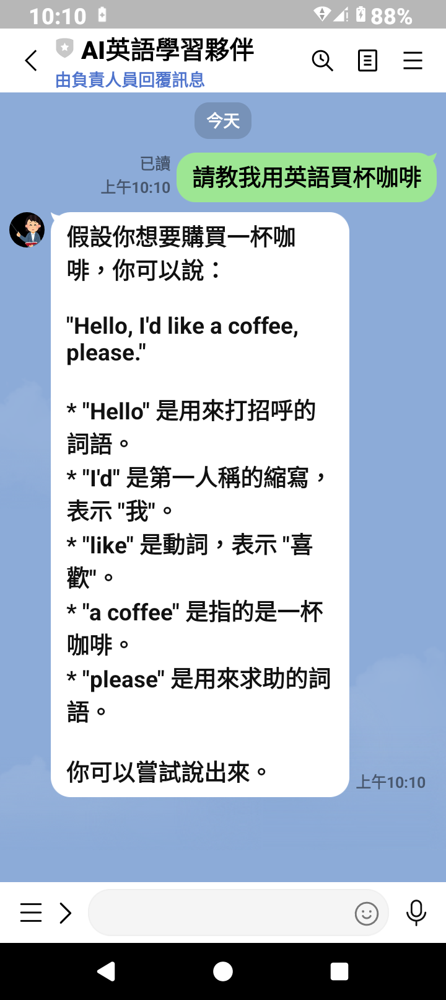 10:10
88%
AI英語學習夥伴
由負責人員回覆訊息
今天
已讀
上午10:10
請教我用英語買杯咖啡
假設你想要購買一杯咖
啡，你可以說：
"Hello, I'd like a coffee,
please."
* "Hello" 是用來打招呼的
詞語。
* "I'd" 是第一人稱的縮寫，
表示 "我"。
* "like" 是動詞，表示 "喜
歡"。
* "a coffee" 是指的是一杯
咖啡。
* "please" 是用來求助的詞
語。
你可以嘗試說出來。
上午10:10